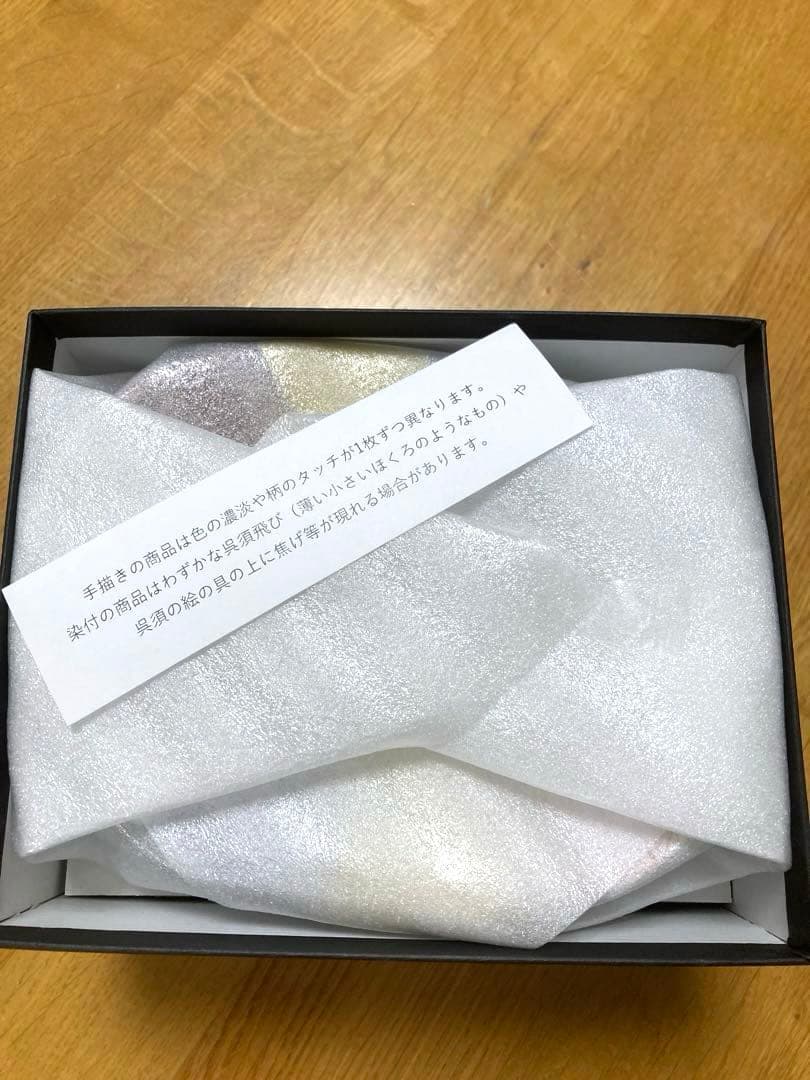 手描きの商品は色の濃淡や柄のタッチが1枚ずつ異なります。
染付の商品はわずかな呉須飛び（薄い小さいほくろのようなもの）や
呉須の絵の具の上に焦げ等が現れる場合があります。